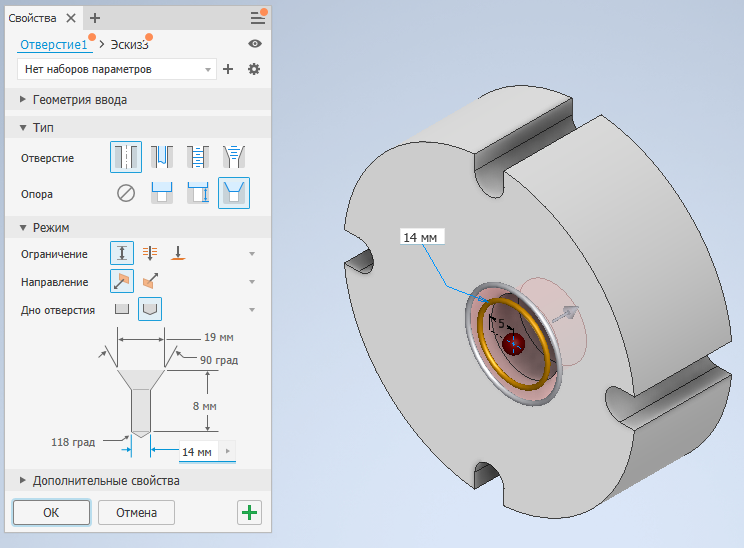 Свойства
Отверстие1 > Эскиз3
Нет наборов параметров
Геометрия ввода
Тип
Отверстие
Опора
Режим
Ограничение
Направление
Дно отверстия
19 мм
90 град
8 мм
118 град
14 мм
Дополнительные свойства
OK
Отмена
14 мм
5